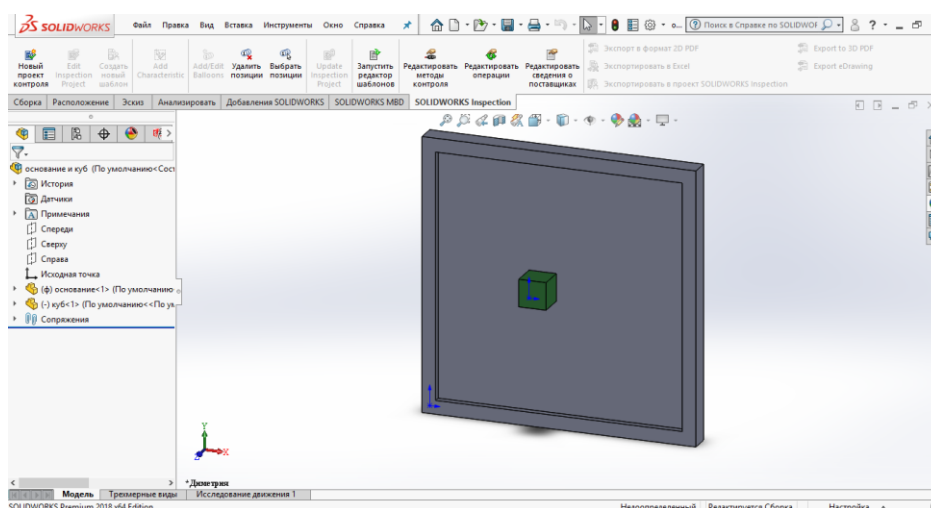 SOLIDWORKS Файл Правка Вид Вставка Инструменты Окно Справка о... Поиск в Справке по SOLIDWOF
Новый проект контроля
Edit Inspection Project
Создать новый шаблон
Add Characteristic
Add/Edit Balloons
Удалить позиции
Выбрать позиции
Update Inspection Project
Запустить редактор шаблонов
Редактировать методы контроля
Редактировать операции
Редактировать сведения о поставщиках
Экспорт в формат 2D PDF
Экспортировать в Excel
Экспортировать в проект SOLIDWORKS Inspection
Export to 3D PDF
Export eDrawing
Сборка Расположение Эскиз Анализировать Добавления SOLIDWORKS SOLIDWORKS MBD SOLIDWORKS Inspection
основание и куб (По умолчанию<Сост
История
Датчики
Примечания
Спереди
Сверху
Справа
Исходная точка
(ф) основание<1> (По умолчанию
(-) куб<1> (По умолчанию<<По ум
Сопряжения
Y
X
Z
*Диметрия
Модель Трехмерные виды Исследование движения 1
SOLIDWORKS Premium 2018 x64 Edition Недоопределенный Редактируется Сборка Настройка